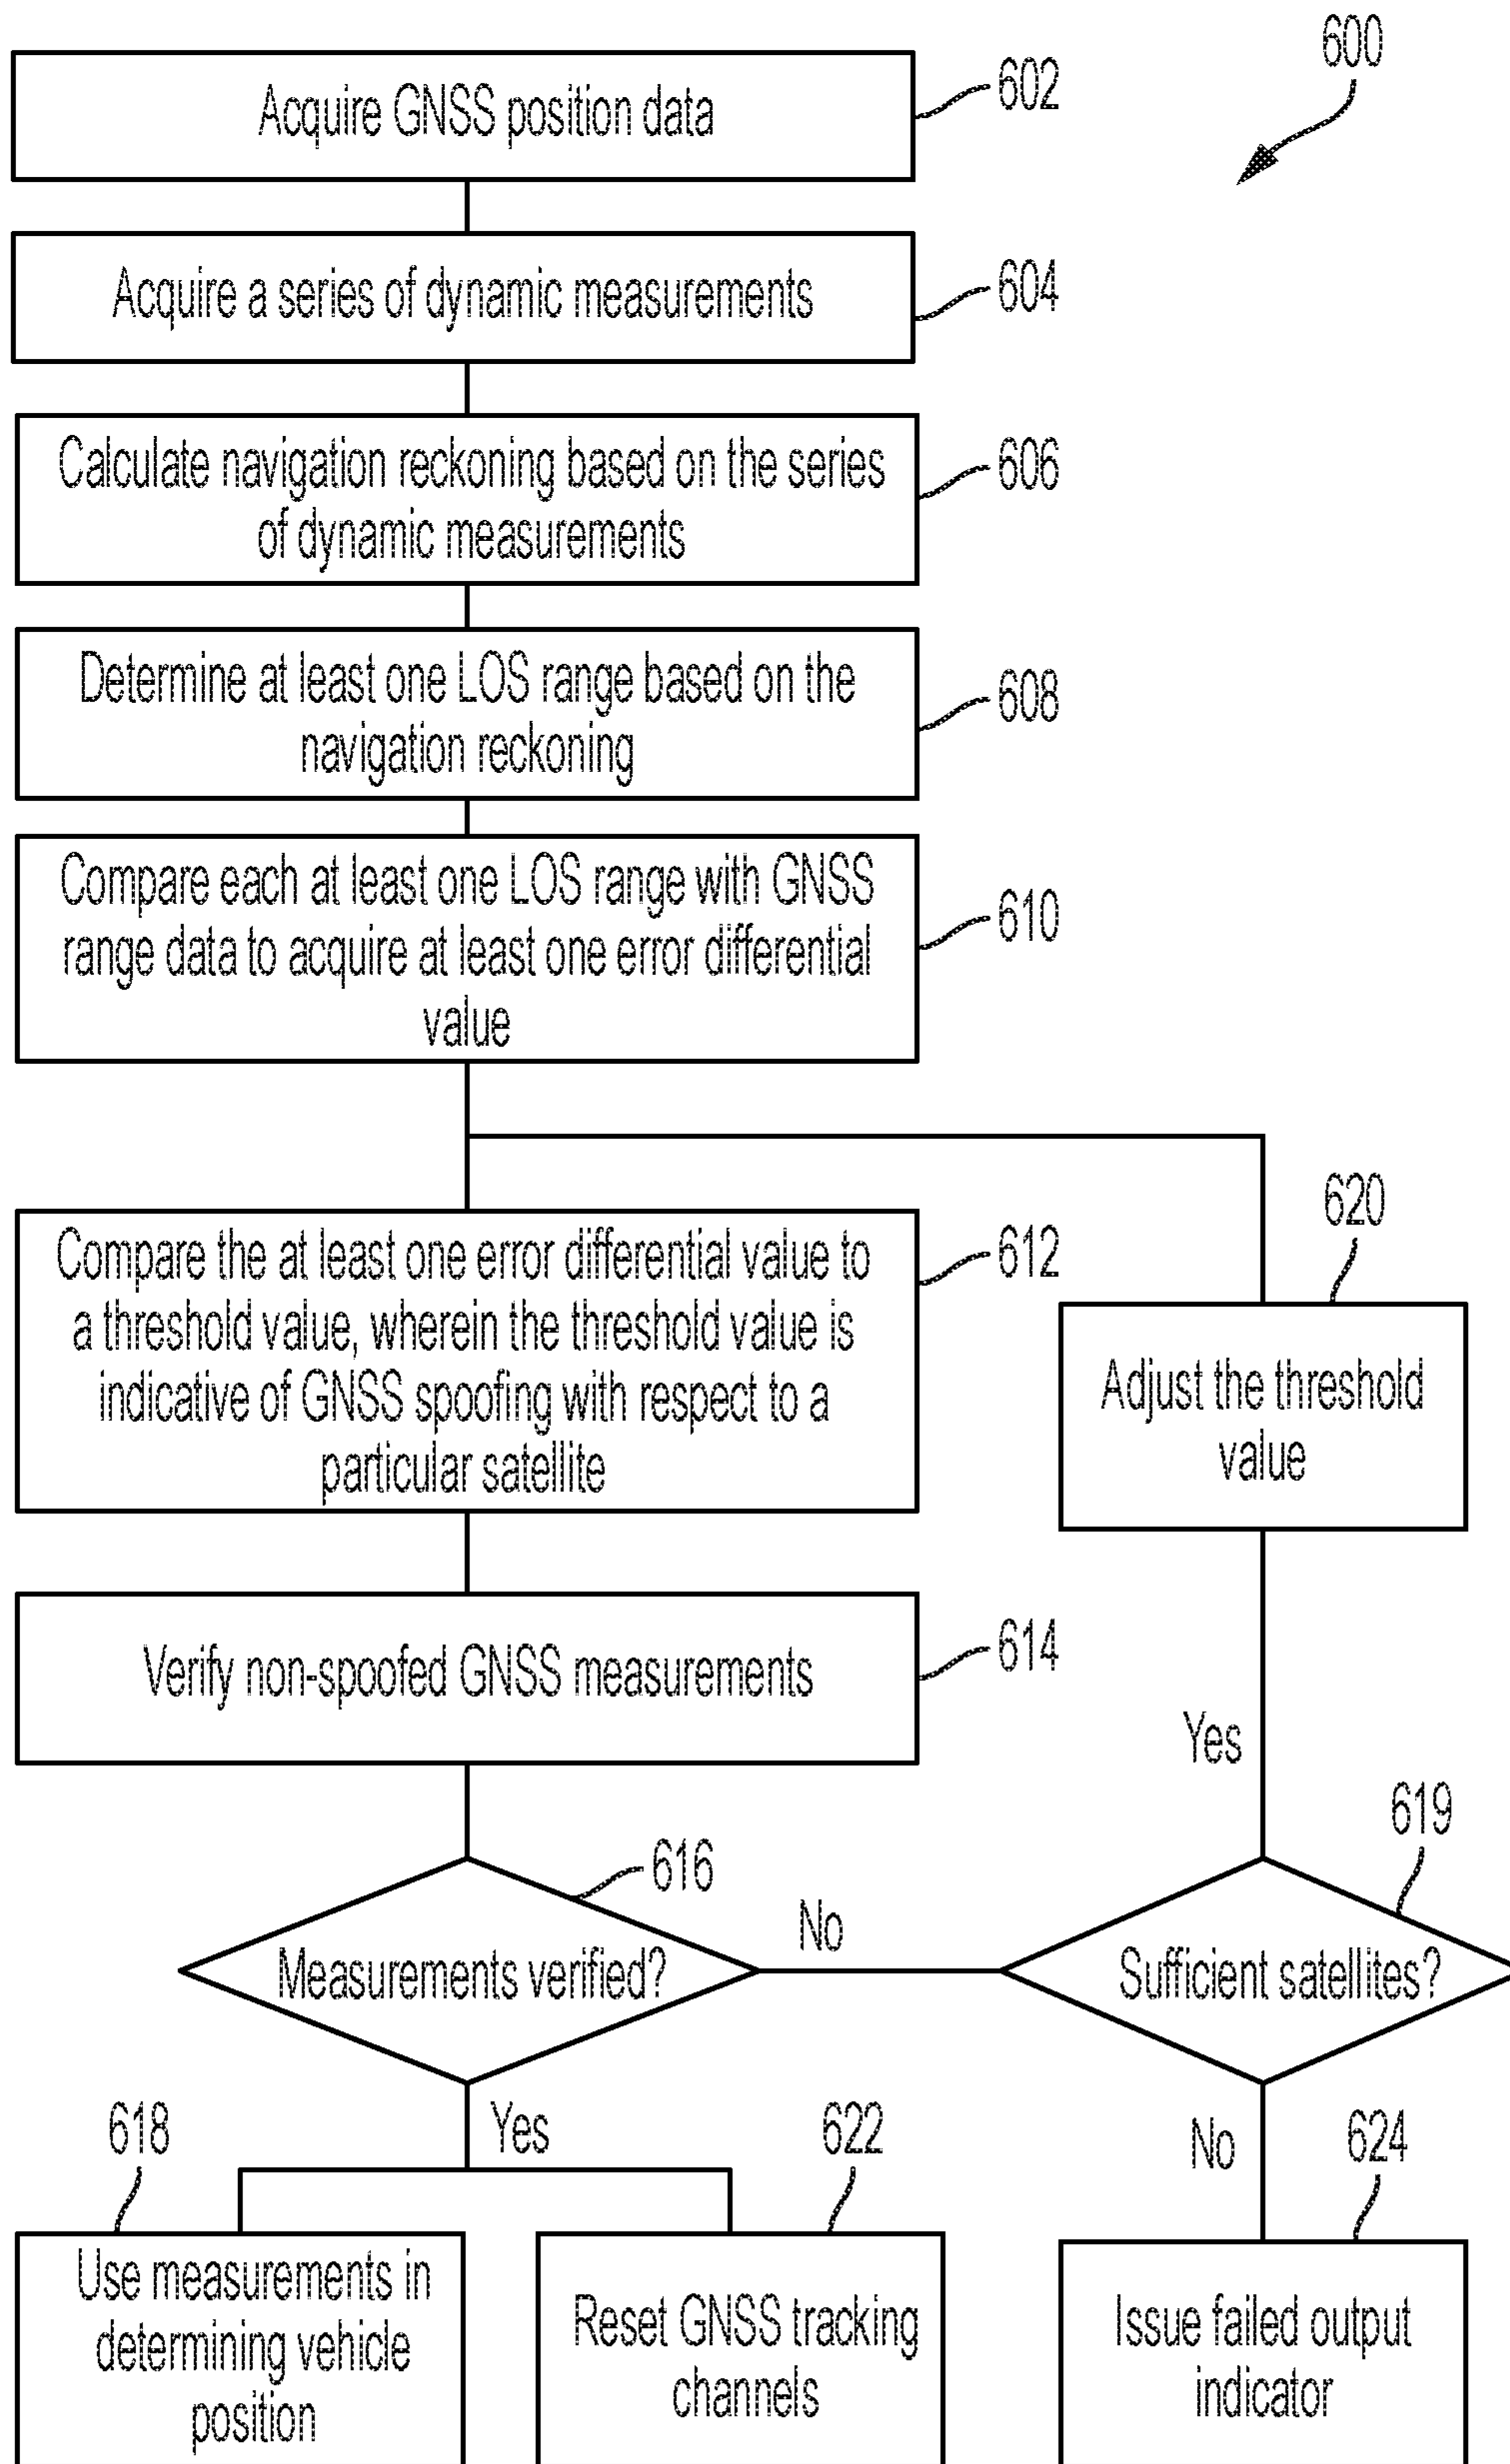 600
Acquire GNSS position data
602
Acquire a series of dynamic measurements
604
Calculate navigation reckoning based on the series
of dynamic measurements
606
Determine at least one LOS range based on the
navigation reckoning
608
Compare each at least one LOS range with GNSS
range data to acquire at least one error differential
value
610
Compare the at least one error differential value to
a threshold value, wherein the threshold value is
indicative of GNSS spoofing with respect to a
particular satellite
612
620
Adjust the threshold
value
Verify non-spoofed GNSS measurements
614
Yes
616
619
Measurements verified?
No
Sufficient satellites?
Yes
No
618
622
624
Use measurements in
determining vehicle
position
Reset GNSS tracking
channels
Issue failed output
indicator